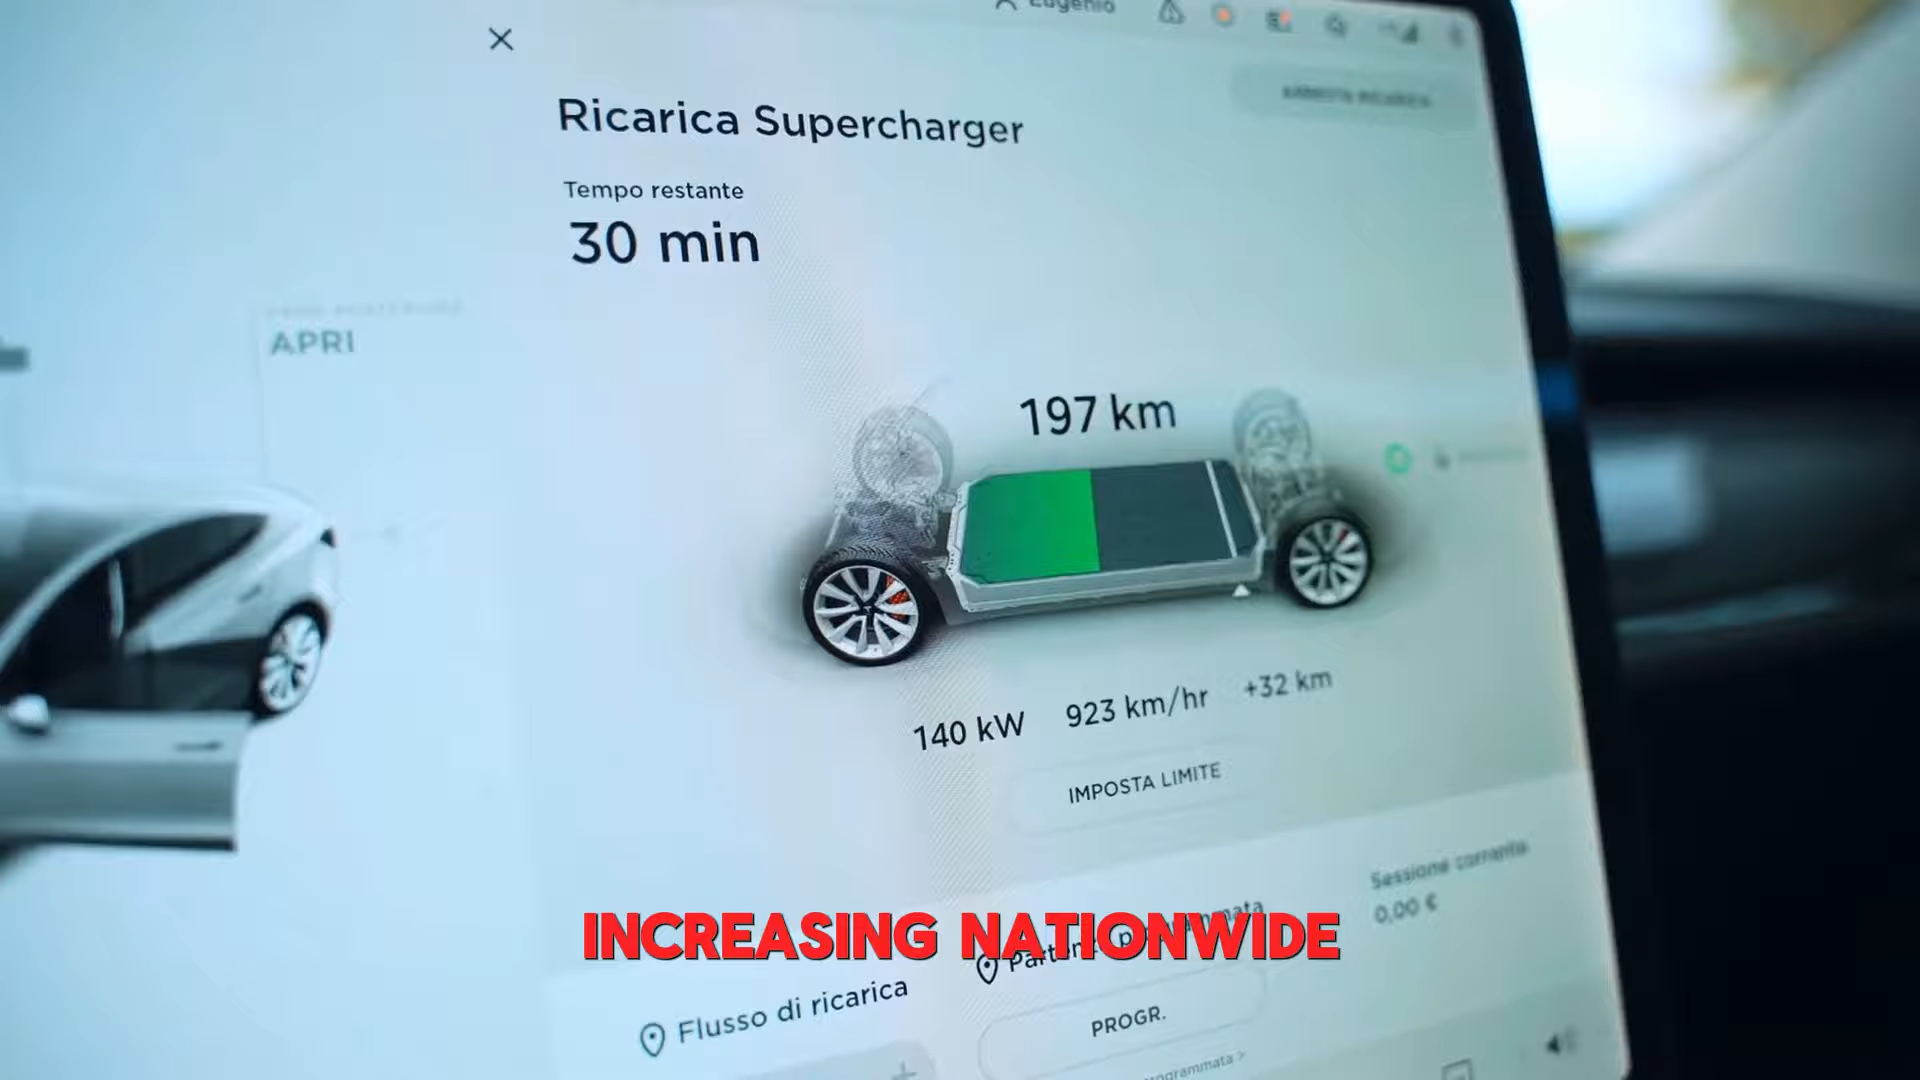 Eugenio
Ricarica Supercharger
Tempo restante
30 min
APRI
197 km
140 kW 923 km/hr +32 km
IMPOSTA LIMITE
Sessione corrente
0,00 €
INCREASING NATIONWIDE
Flusso di ricarica
PROGR.